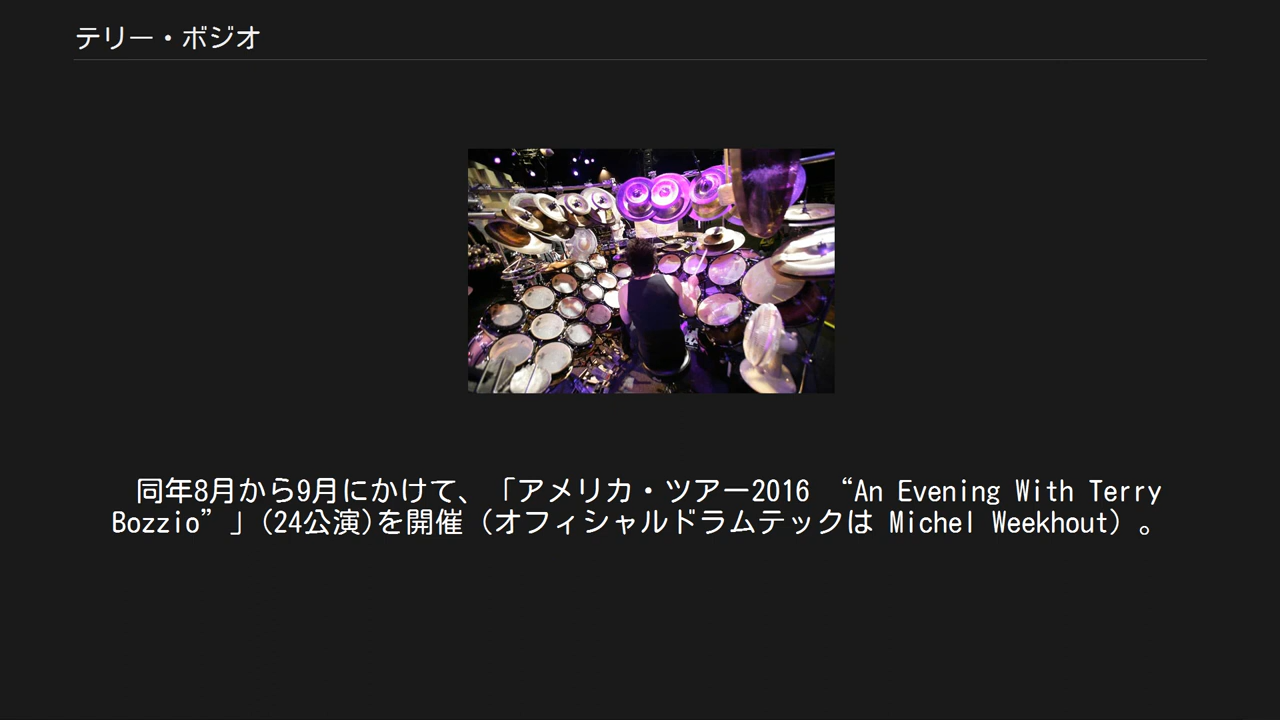 テリー・ボジオ
同年8月から9月にかけて、「アメリカ・ツアー2016 “An Evening With Terry
Bozzio”」(24公演)を開催 (オフィシャルドラムテックは Michel Weekhout) 。